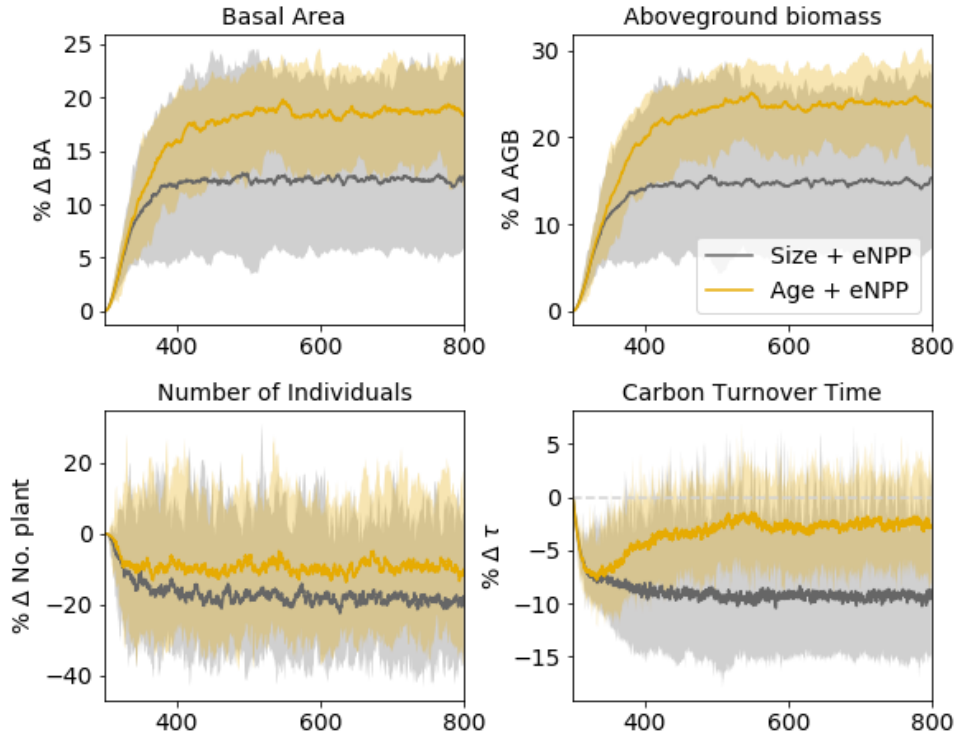 Basal Area
% Δ BA
25
20
15
10
5
0
400 600 800
Aboveground biomass
% Δ AGB
30
20
10
0
Size + eNPP
Age + eNPP
400 600 800
Number of Individuals
% Δ No. plant
20
0
−20
−40
400 600 800
Carbon Turnover Time
% Δ τ
5
0
−5
−10
−15
400 600 800